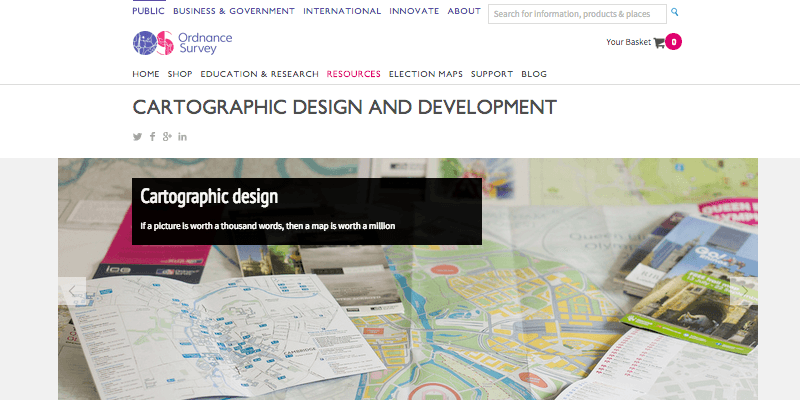 PUBLIC BUSINESS & GOVERNMENT INTERNATIONAL INNOVATE ABOUT Search for information, products & places
OS Ordnance
Survey
Your Basket 0
HOME SHOP EDUCATION & RESEARCH RESOURCES ELECTION MAPS SUPPORT BLOG
CARTOGRAPHIC DESIGN AND DEVELOPMENT
Cartographic design
If a picture is worth a thousand words, then a map is worth a million
CAMBRIDGE